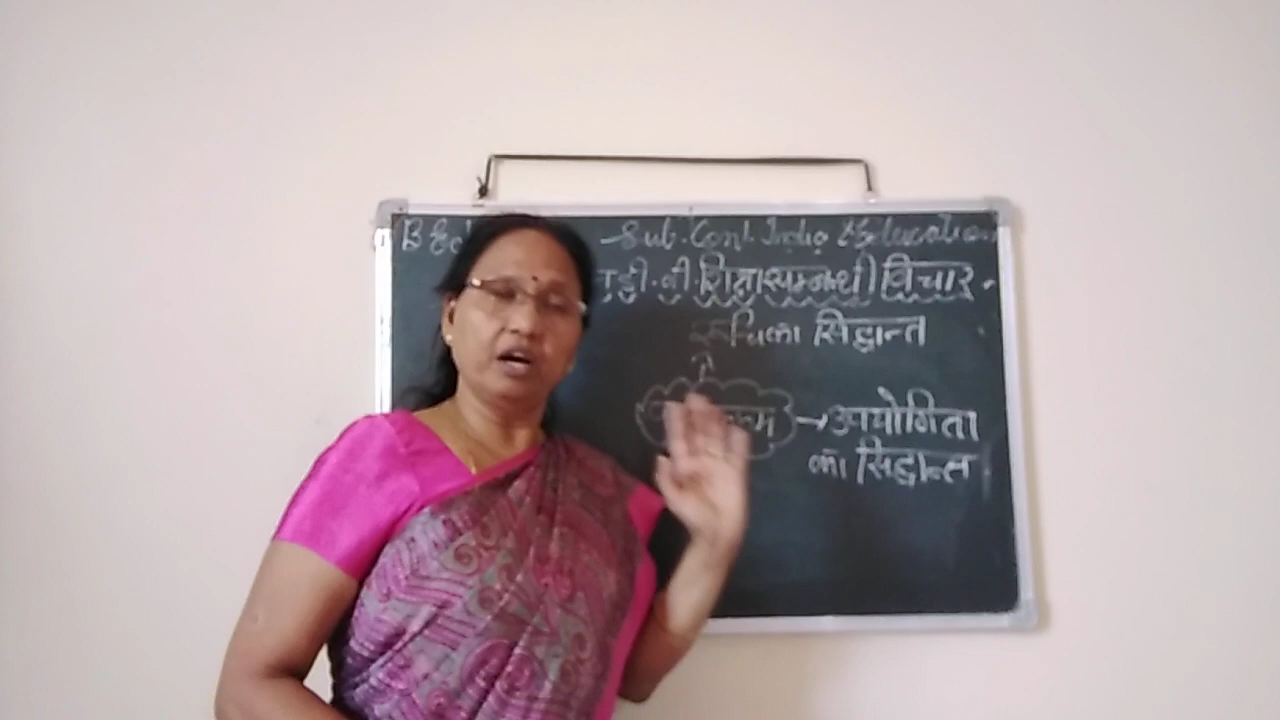 B Ed Sub. Cont. India & Education
डी. वी. शिक्षा सम्बन्धी विचार.
रूचि का सिद्धान्त
→ उपयोगिता
का सिद्धान्त